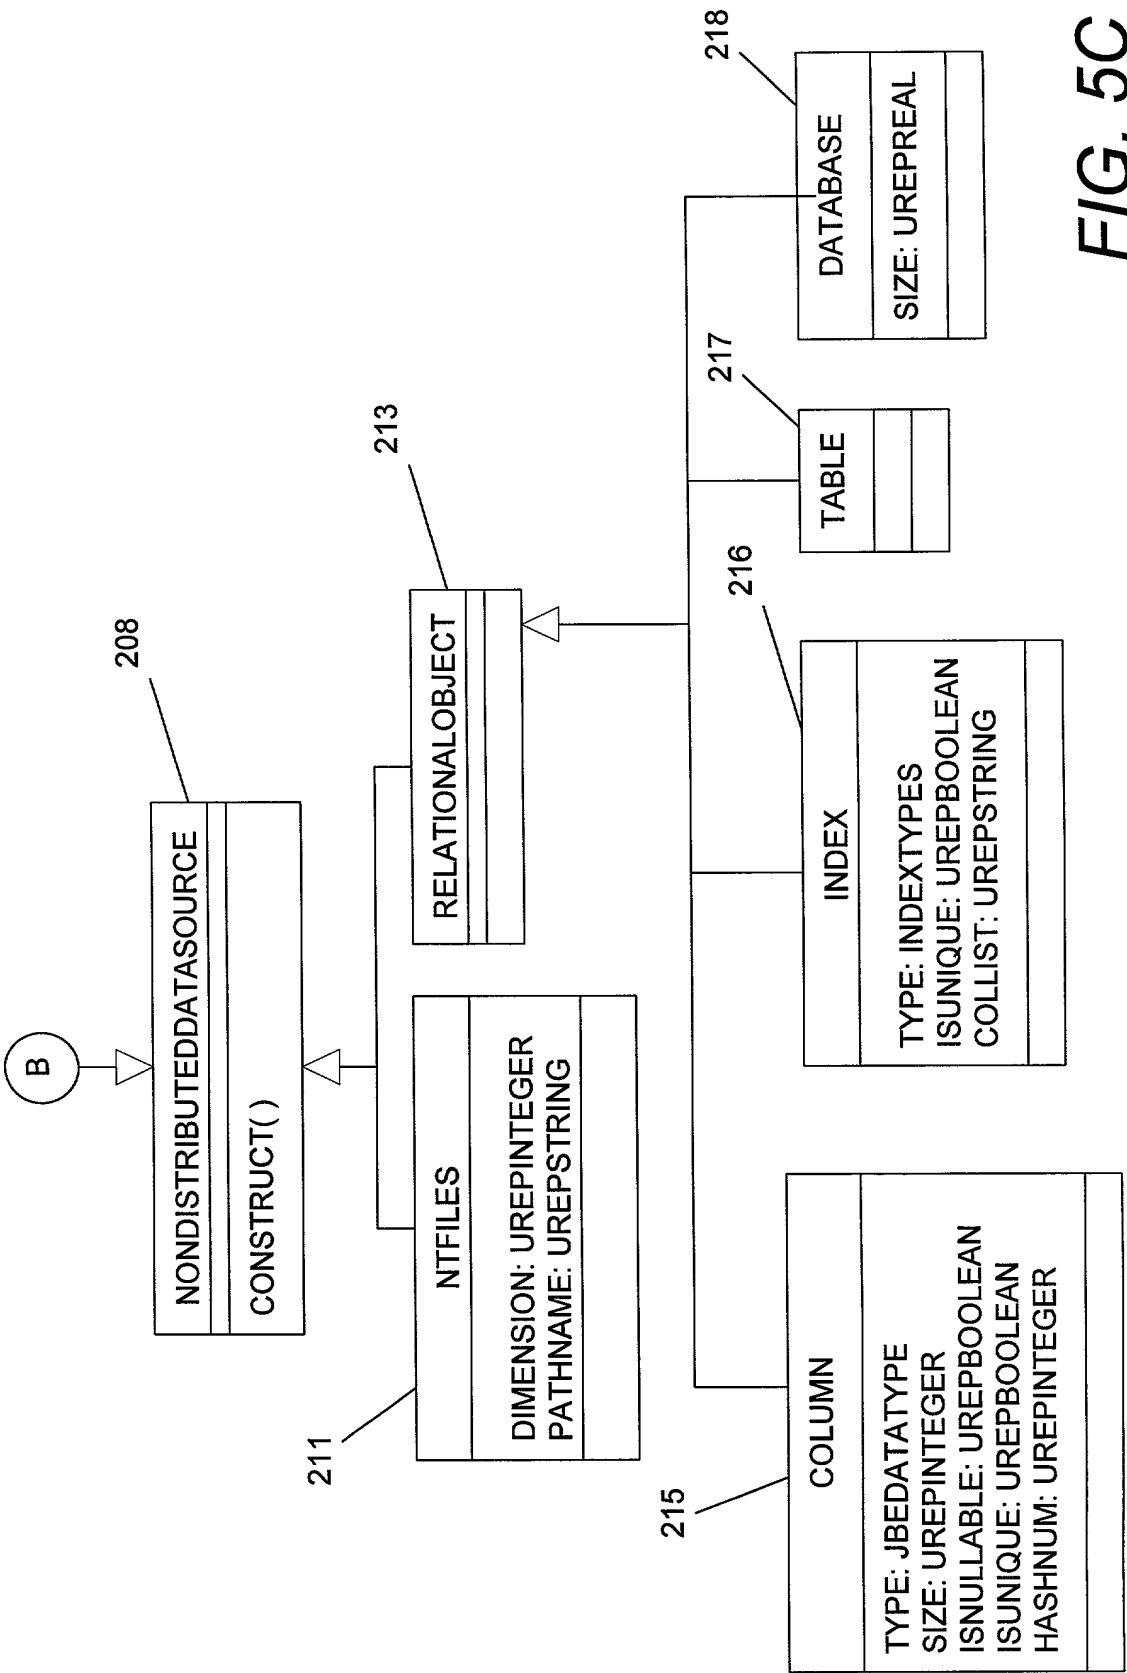 B
208
NONDISTRIBUTEDDATASOURCE
CONSTRUCT( )
211
NTFILES
DIMENSION: UREPINTEGER
PATHNAME: UREPSTRING
213
RELATIONALOBJECT
215
COLUMN
TYPE: JBEDATATYPE
SIZE: UREPINTEGER
ISNULLABLE: UREPBOOLEAN
ISUNIQUE: UREPBOOLEAN
HASHNUM: UREPINTEGER
216
INDEX
TYPE: INDEXTYPES
ISUNIQUE: UREPBOOLEAN
COLLIST: UREPSTRING
217
TABLE
218
DATABASE
SIZE: UREPREAL
FIG. 5C